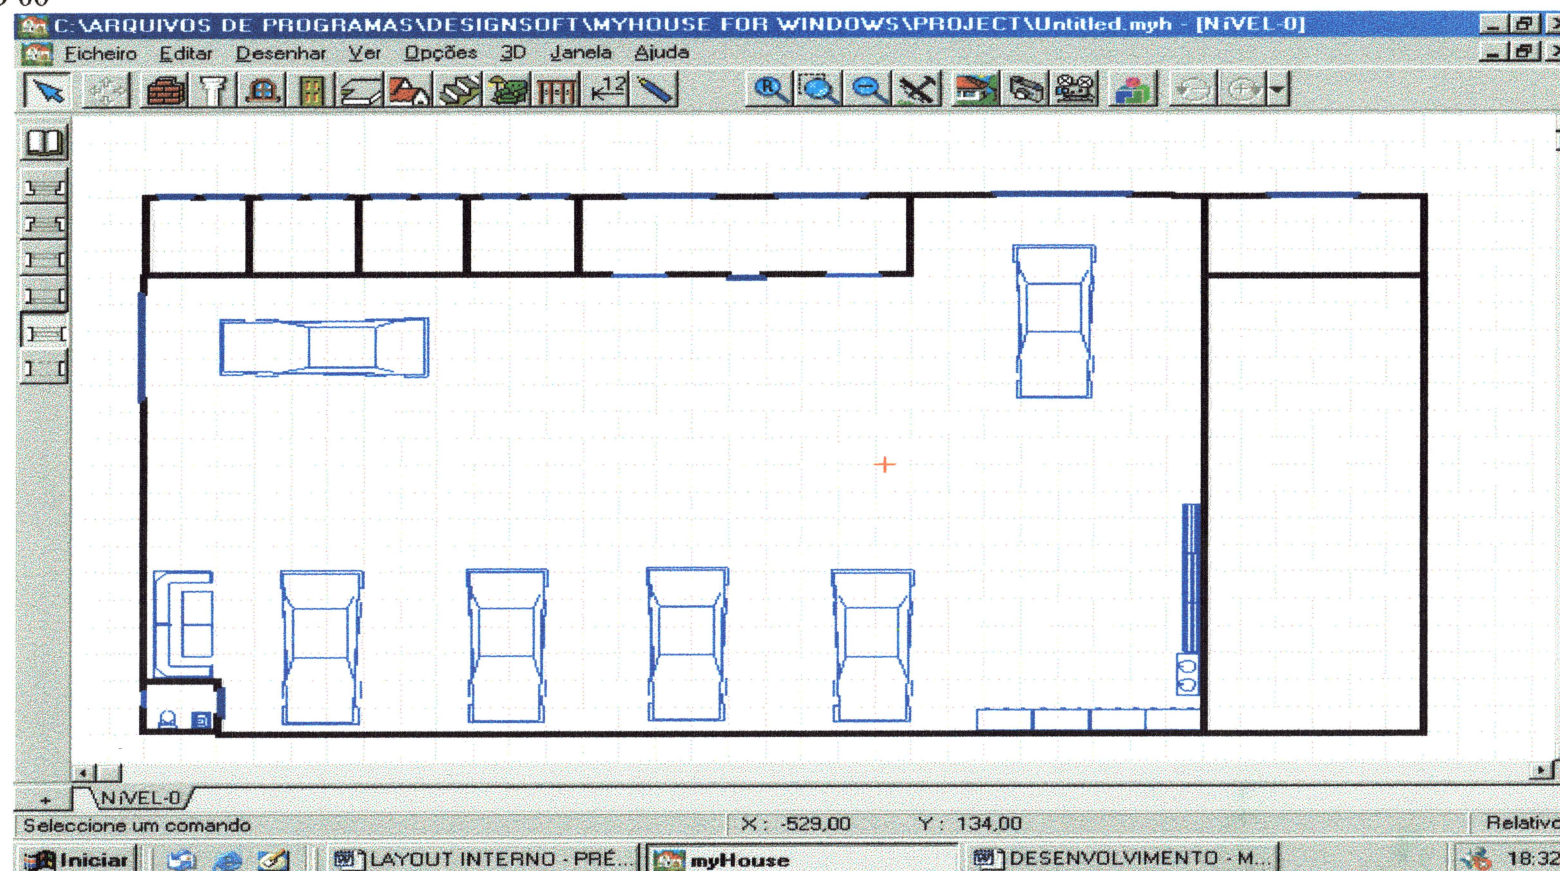 C:\ARQUIVOS DE PROGRAMAS\DESIGNSOFT\MYHOUSE FOR WINDOWS\PROJECT\Untitled.myh - [NíVEL-0]
Ficheiro Editar Desenhar Ver Opções 3D Janela Ajuda
12
R
NíVEL-0
Seleccione um comando X: -529,00 Y: 134,00 Relativo
Iniciar LAYOUT INTERNO - PRÉ... myHouse DESENVOLVIMENTO - M... 18:32